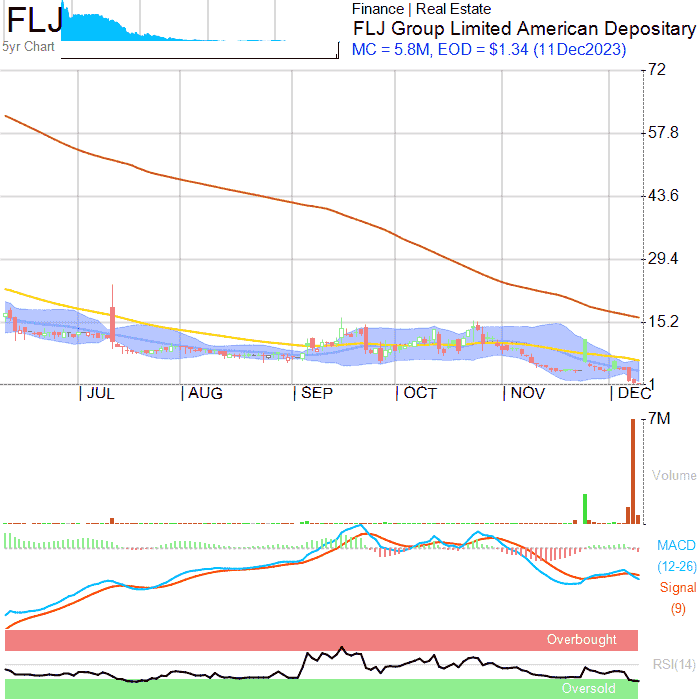 FLJ
5yr Chart
Finance | Real Estate
FLJ Group Limited American Depositary
MC = 5.8M, EOD = $1.34 (11Dec2023)
72
57.8
43.6
29.4
15.2
1
JUL AUG SEP OCT NOV DEC
7M
Volume
MACD
(12-26)
Signal
(9)
Overbought
RSI(14)
Oversold